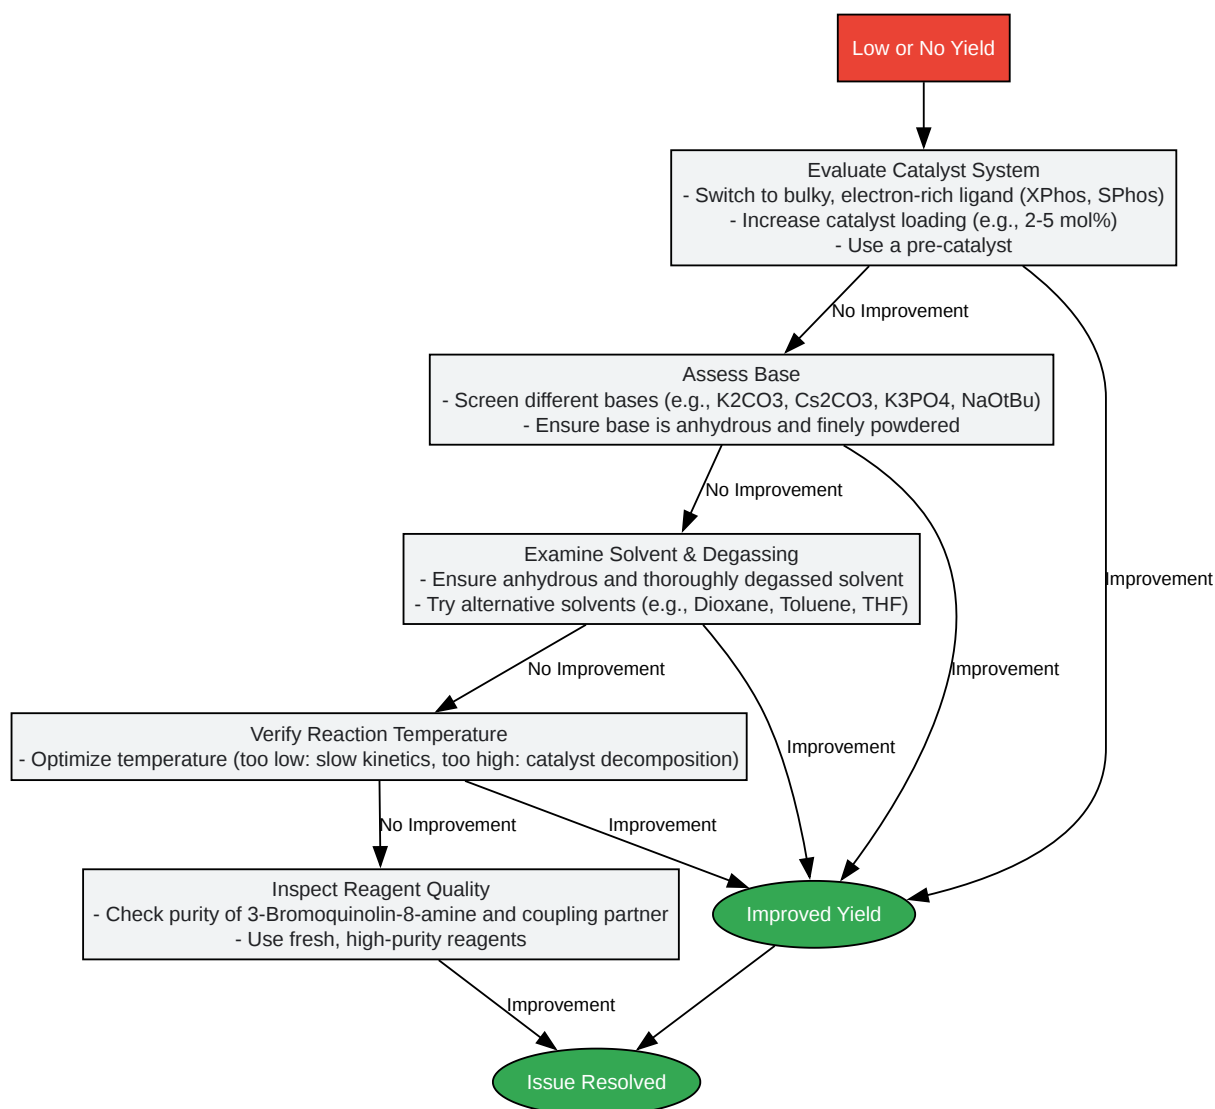 Low or No Yield
Evaluate Catalyst System
- Switch to bulky, electron-rich ligand (XPhos, SPhos)
- Increase catalyst loading (e.g., 2-5 mol%)
- Use a pre-catalyst
No Improvement
Assess Base
- Screen different bases (e.g., K2CO3, Cs2CO3, K3PO4, NaOtBu)
- Ensure base is anhydrous and finely powdered
No Improvement
Examine Solvent & Degassing
- Ensure anhydrous and thoroughly degassed solvent
- Try alternative solvents (e.g., Dioxane, Toluene, THF)
Improvement
No Improvement
Improvement
Verify Reaction Temperature
- Optimize temperature (too low: slow kinetics, too high: catalyst decomposition)
Improvement
No Improvement
Improvement
Inspect Reagent Quality
- Check purity of 3-Bromoquinolin-8-amine and coupling partner
- Use fresh, high-purity reagents
Improved Yield
Improvement
Issue Resolved